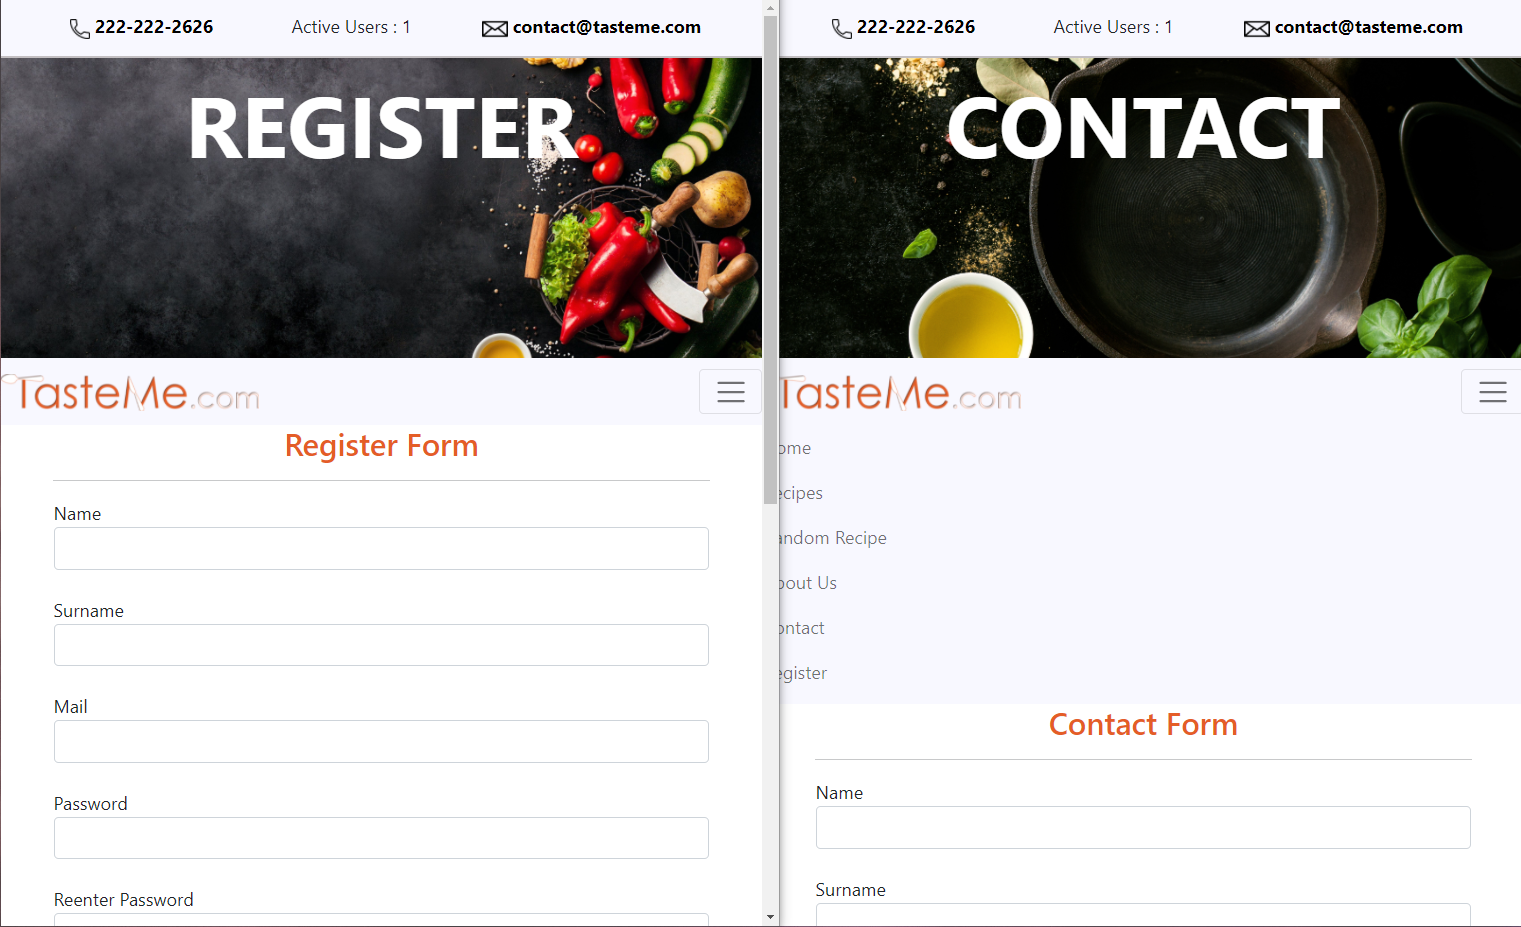 222-222-2626 Active Users : 1 contact@tasteme.com
REGISTER
TasteMe.com
Register Form
Name
Surname
Mail
Password
Reenter Password
222-222-2626 Active Users : 1 contact@tasteme.com
CONTACT
TasteMe.com
ome
ecipes
andom Recipe
bout Us
ontact
egister
Contact Form
Name
Surname